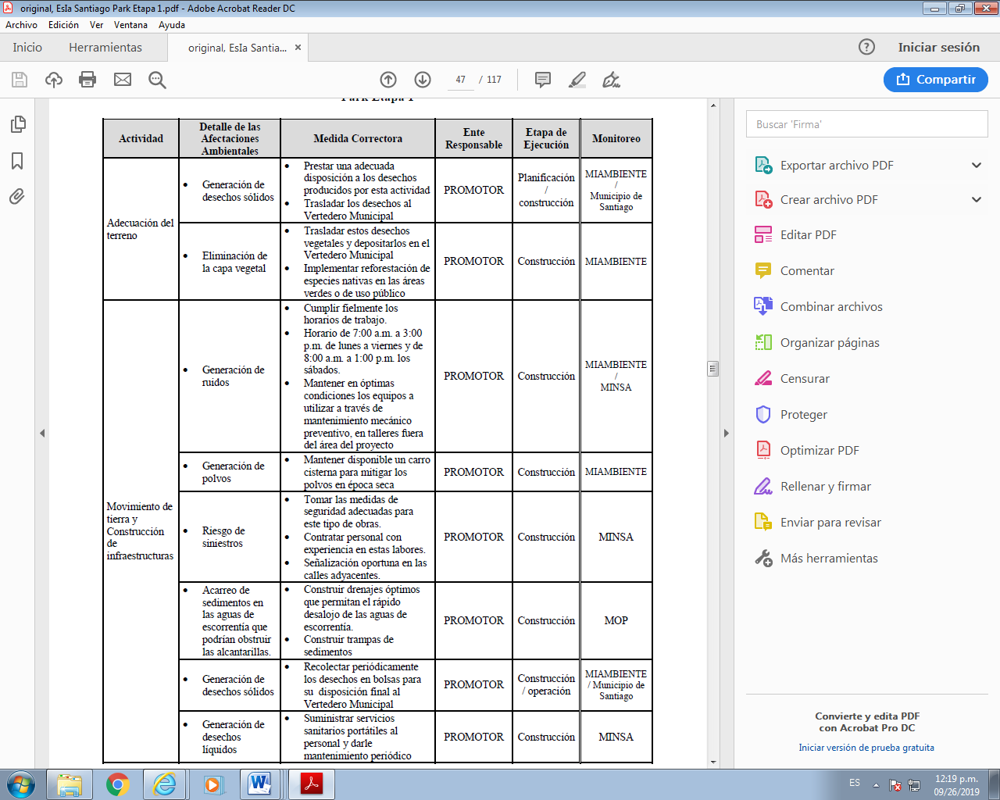 original, EsIa Santiago Park Etapa 1.pdf - Adobe Acrobat Reader DC
Archivo Edición Ver Ventana Ayuda
Inicio Herramientas original, EsIa Santia... × Iniciar sesión
47 / 117 Compartir
Park Etapa 1
Actividad
Detalle de las
Afectaciones
Ambientales
Medida Correctora
Ente
Responsable
Etapa de
Ejecución
Monitoreo
Adecuación del
terreno
• Generación de
desechos sólidos
• Prestar una adecuada
disposición a los desechos
producidos por esta actividad
• Trasladar los desechos al
Vertedero Municipal
PROMOTOR
Planificación
/
construcción
MIAMBIENTE
/
Municipio de
Santiago
• Eliminación de
la capa vegetal
• Trasladar estos desechos
vegetales y depositarlos en el
Vertedero Municipal
• Implementar reforestación de
especies nativas en las áreas
verdes o de uso público
PROMOTOR
Construcción
MIAMBIENTE
Movimiento de
tierra y
Construcción
de
infraestructuras
• Generación de
ruidos
• Cumplir fielmente los
horarios de trabajo.
• Horario de 7:00 a.m. a 3:00
p.m. de lunes a viernes y de
8:00 a.m. a 1:00 p.m. los
sábados.
• Mantener en óptimas
condiciones los equipos a
utilizar a través de
mantenimiento mecánico
preventivo, en talleres fuera
del área del proyecto
PROMOTOR
Construcción
MIAMBIENTE
/
MINSA
• Generación de
polvos
• Mantener disponible un carro
cisterna para mitigar los
polvos en época seca
PROMOTOR
Construcción
MIAMBIENTE
• Riesgo de
siniestros
• Tomar las medidas de
seguridad adecuadas para
este tipo de obras.
• Contratar personal con
experiencia en estas labores.
• Señalización oportuna en las
calles adyacentes.
PROMOTOR
Construcción
MINSA
• Acarreo de
sedimentos en
las aguas de
escorrentía que
podrían obstruir
las alcantarillas.
• Construir drenajes óptimos
que permitan el rápido
desalojo de las aguas de
escorrentía.
• Construir trampas de
sedimentos
PROMOTOR
Construcción
MOP
• Generación de
desechos sólidos
• Recolectar periódicamente
los desechos en bolsas para
su disposición final al
Vertedero Municipal
PROMOTOR
Construcción
/ operación
MIAMBIENTE
/ Municipio de
Santiago
• Generación de
desechos
líquidos
• Suministrar servicios
sanitarios portátiles al
personal y darle
mantenimiento periódico
PROMOTOR
Construcción
MINSA
Buscar 'Firma'
Exportar archivo PDF
Crear archivo PDF
Editar PDF
Comentar
Combinar archivos
Organizar páginas
Censurar
Proteger
Optimizar PDF
Rellenar y firmar
Enviar para revisar
Más herramientas
Convierte y edita PDF
con Acrobat Pro DC
Iniciar versión de prueba gratuita
ES 12:19 p.m.
09/26/2019